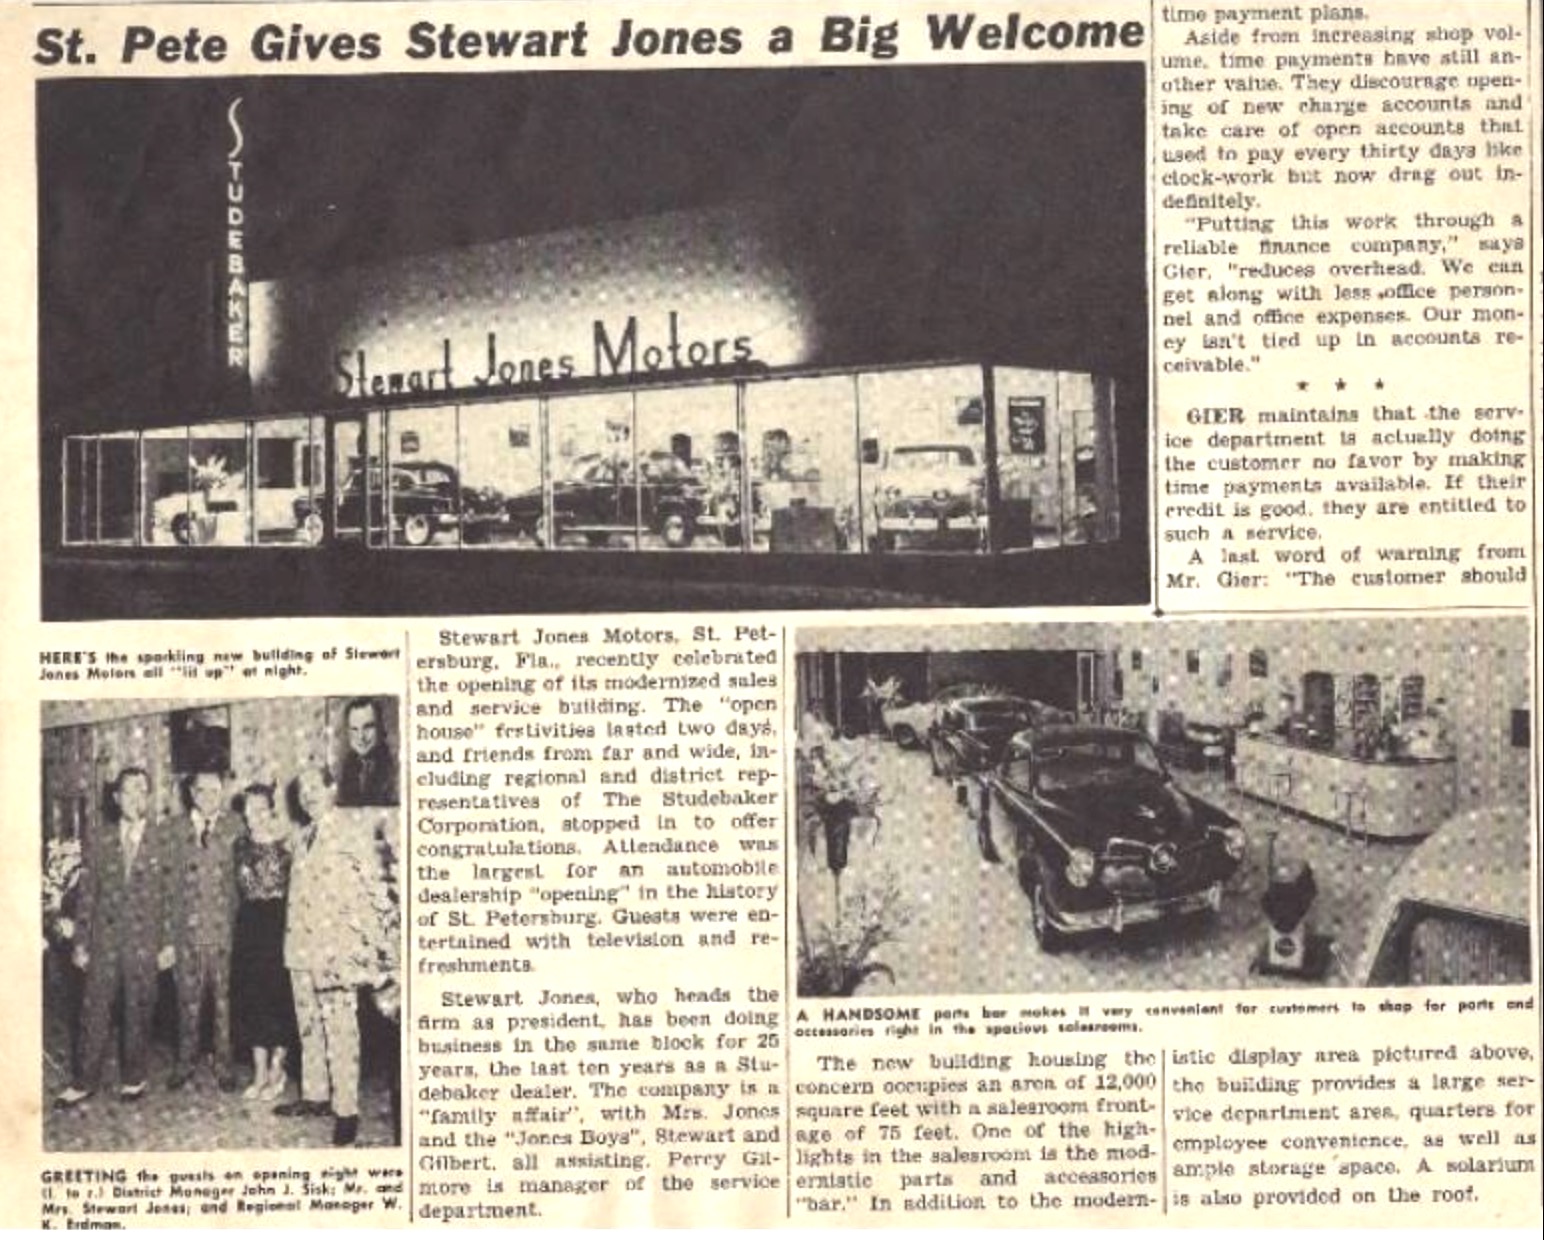 St. Pete Gives Stewart Jones a Big Welcome
STUDEBAKER
Stewart Jones Motors
HERE'S the sparkling new building of Stewart
Jones Motors all "lit up" at night.
GREETING the guests on opening night were
(l. to r.) District Manager John J. Sisk; Mr. and
Mrs. Stewart Jones; and Regional Manager W.
K. Erdman.
Stewart Jones Motors, St. Pet-
ersburg, Fla., recently celebrated
the opening of its modernized sales
and service building. The "open
house" frstivities lasted two days,
and friends from far and wide, in-
cluding regional and district rep-
resentatives of The Studebaker
Corporation, stopped in to offer
congratulations. Attendance was
the largest for an automobile
dealership "opening" in the history
of St. Petersburg. Guests were en-
tertained with television and re-
freshments.
Stewart Jones, who heads the
firm as president, has been doing
business in the same block for 25
years, the last ten years as a Stu-
debaker dealer. The company is a
"family affair", with Mrs. Jones
and the "Jones Boys", Stewart and
Gilbert, all assisting. Percy Gil-
more is manager of the service
department.
A HANDSOME parts bar makes it very convenient for customers to shop for parts and
accessories right in the spacious salesrooms.
The new building housing the
concern occupies an area of 12,000
square feet with a salesroom front-
age of 75 feet. One of the high-
lights in the salesroom is the mod-
ernistic parts and accessories
"bar." In addition to the modern-
istic display area pictured above,
the building provides a large ser-
vice department area, quarters for
employee convenience, as well as
ample storage space. A solarium
is also provided on the roof.
time payment plans.
Aside from increasing shop vol-
ume, time payments have still an-
other value. They discourage open-
ing of new charge accounts and
take care of open accounts that
used to pay every thirty days like
clock-work but now drag out in-
definitely.
"Putting this work through a
reliable finance company," says
Gier, "reduces overhead. We can
get along with less office person-
nel and office expenses. Our mon-
ey isn't tied up in accounts re-
ceivable."
★ ★ ★
GIER maintains that the serv-
ice department is actually doing
the customer no favor by making
time payments available. If their
credit is good, they are entitled to
such a service.
A last word of warning from
Mr. Gier: "The customer should